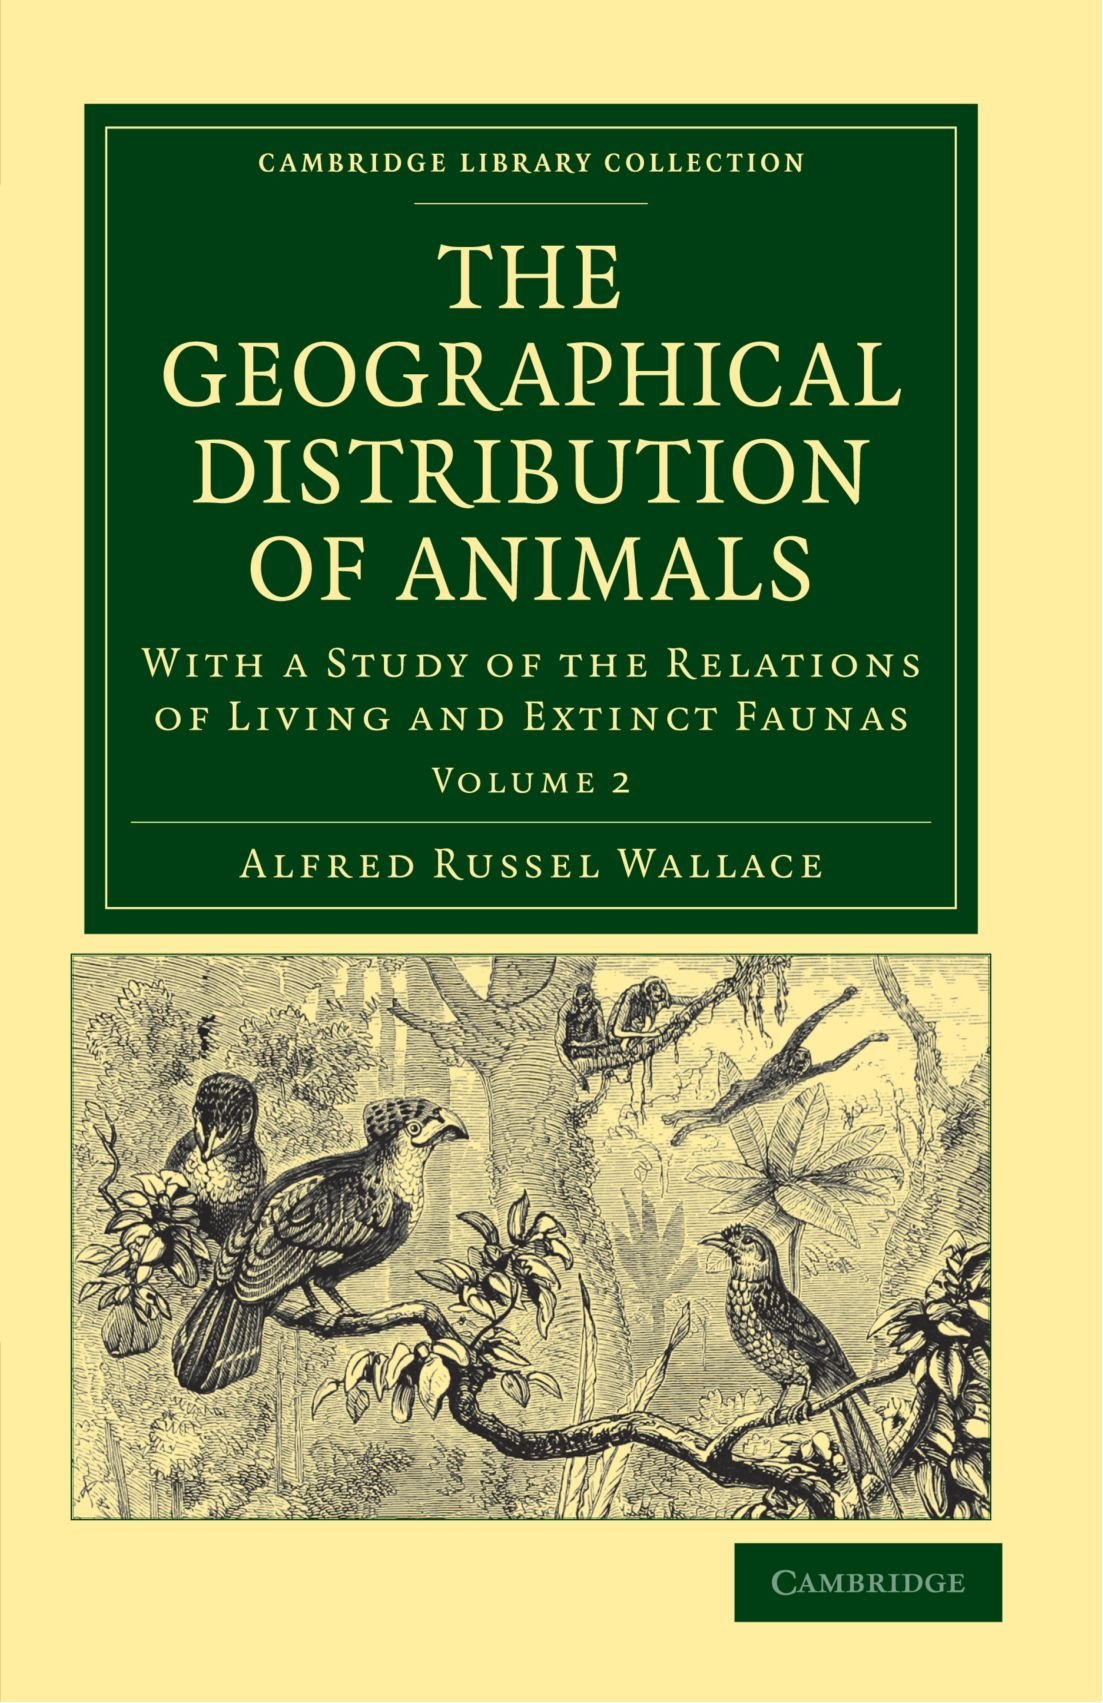 CAMBRIDGE LIBRARY COLLECTION
THE
GEOGRAPHICAL
DISTRIBUTION
OF ANIMALS
WITH A STUDY OF THE RELATIONS
OF LIVING AND EXTINCT FAUNAS
VOLUME 2
ALFRED RUSSEL WALLACE
CAMBRIDGE